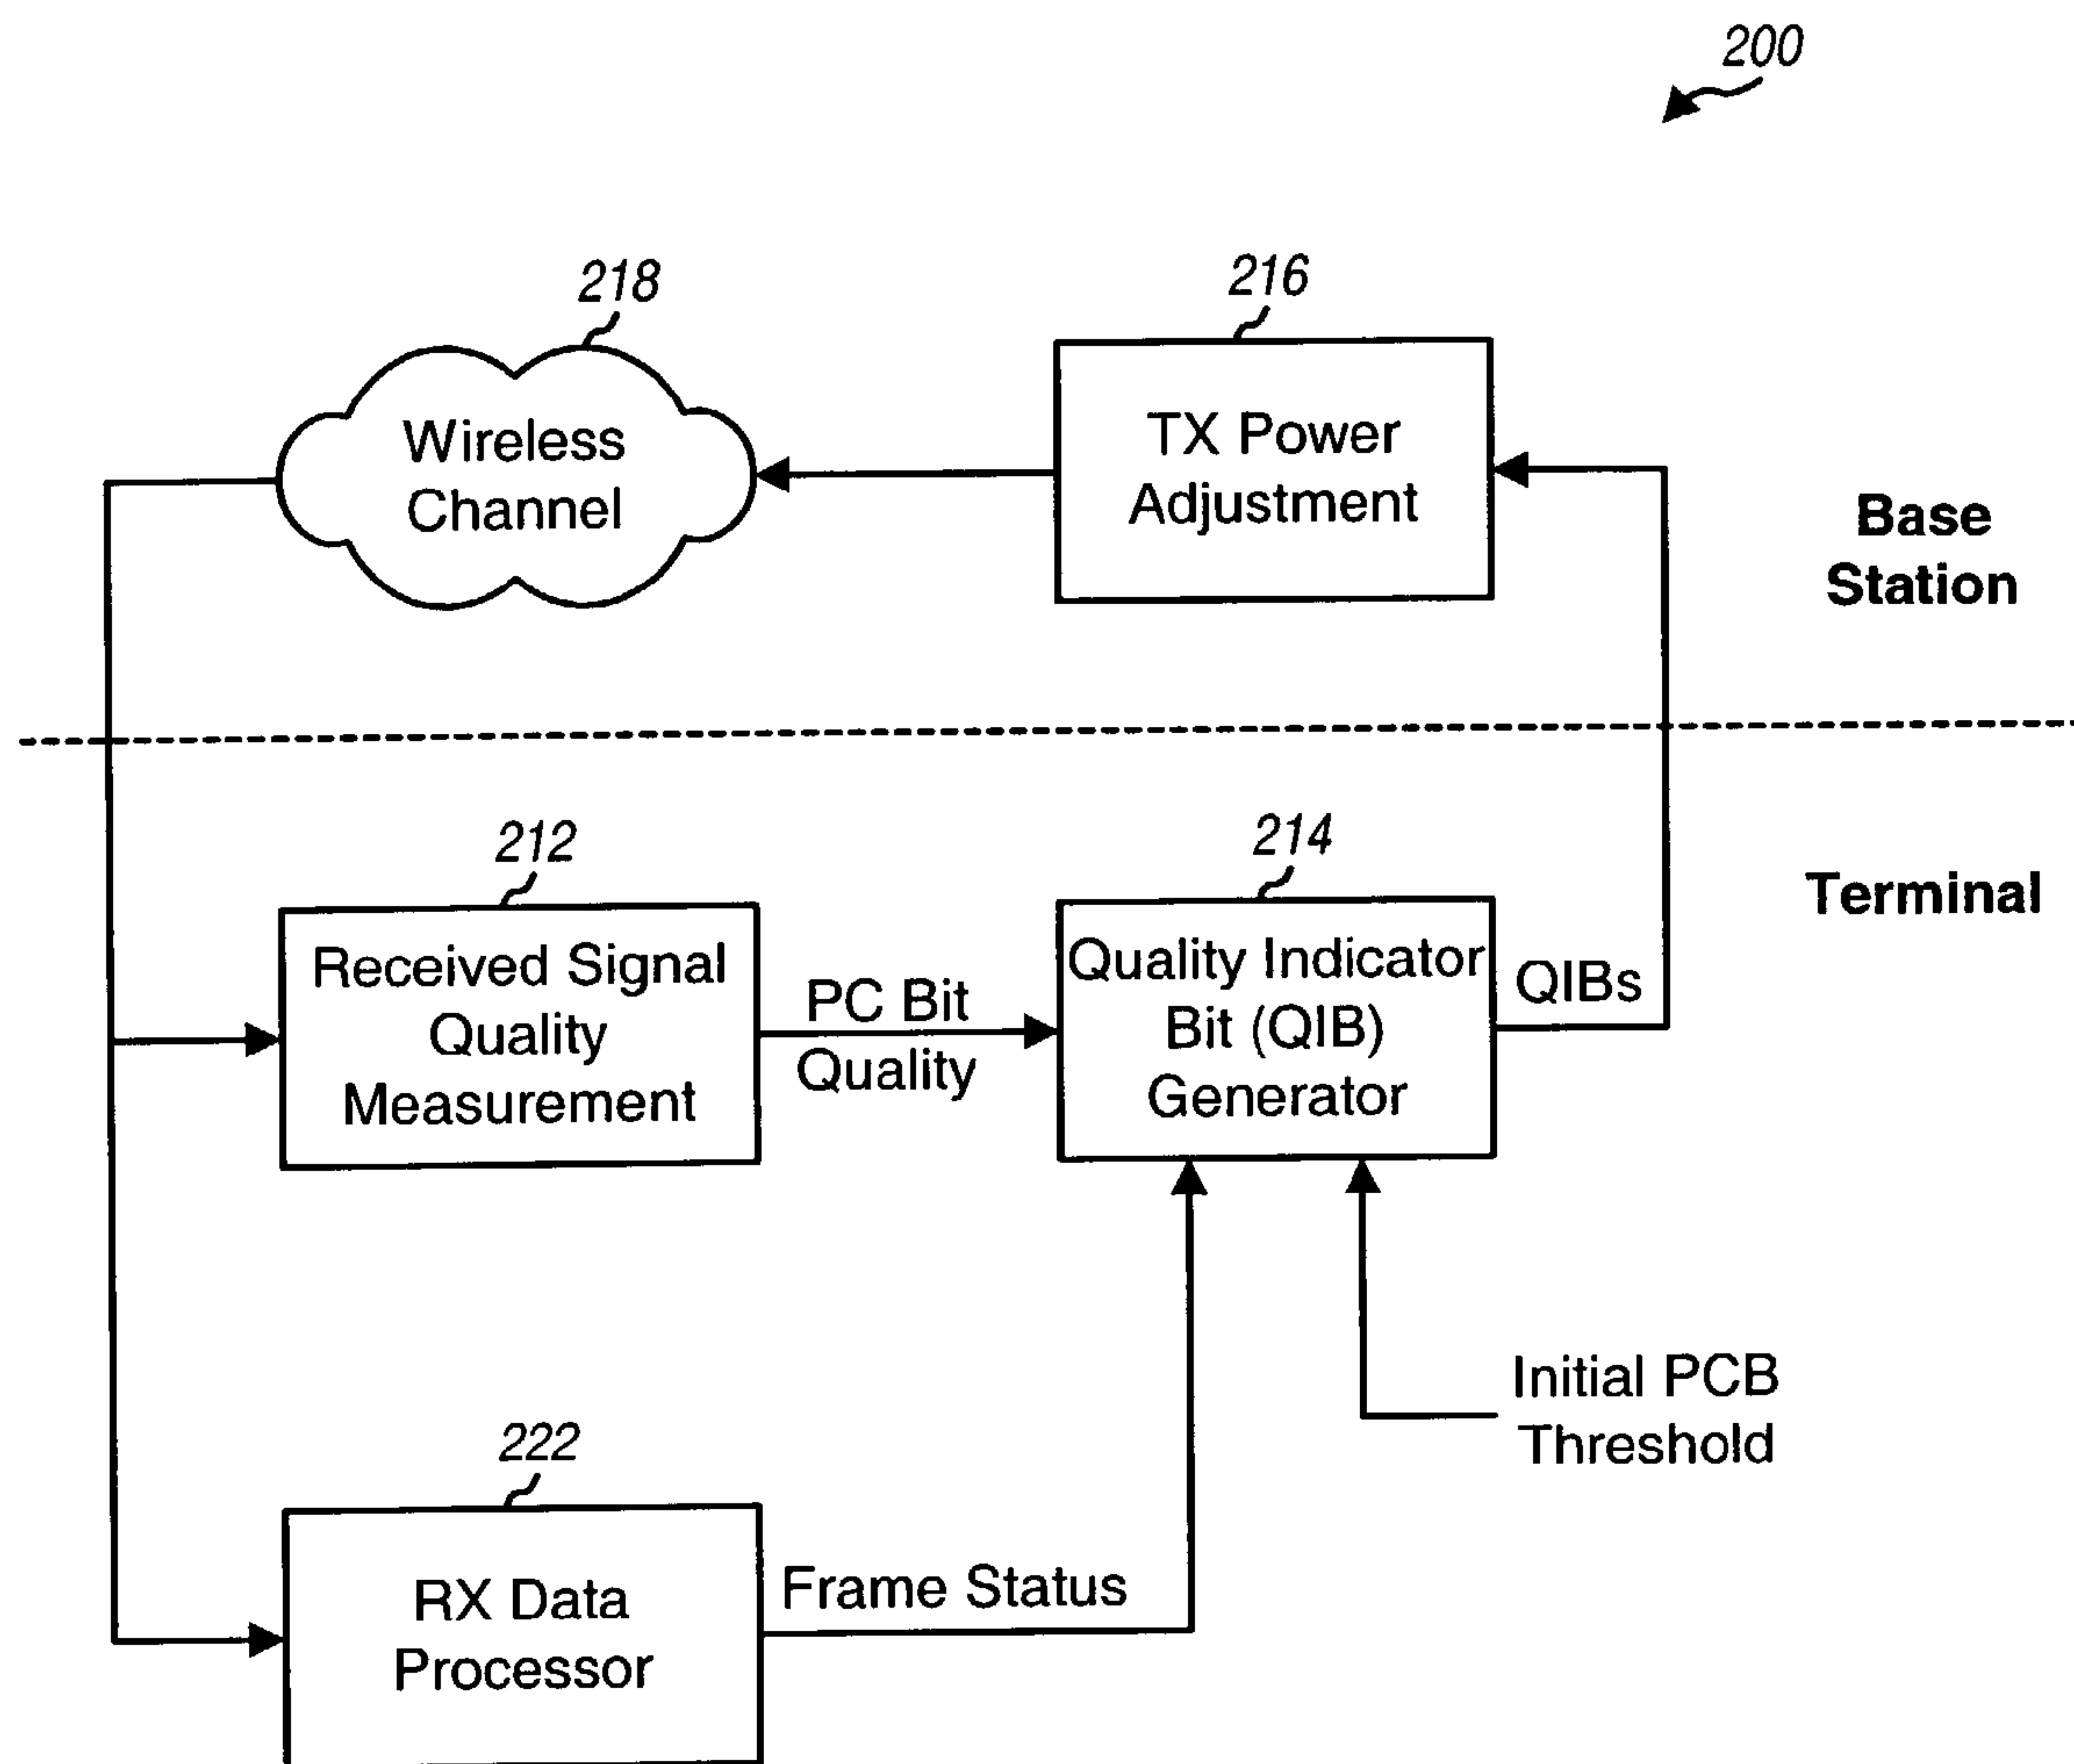 200
218
216
Wireless
Channel
TX Power
Adjustment
Base
Station
212
214
Terminal
Received Signal
Quality
Measurement
PC Bit
Quality
Quality Indicator
Bit (QIB)
Generator
QIBs
Initial PCB
Threshold
222
RX Data
Processor
Frame Status